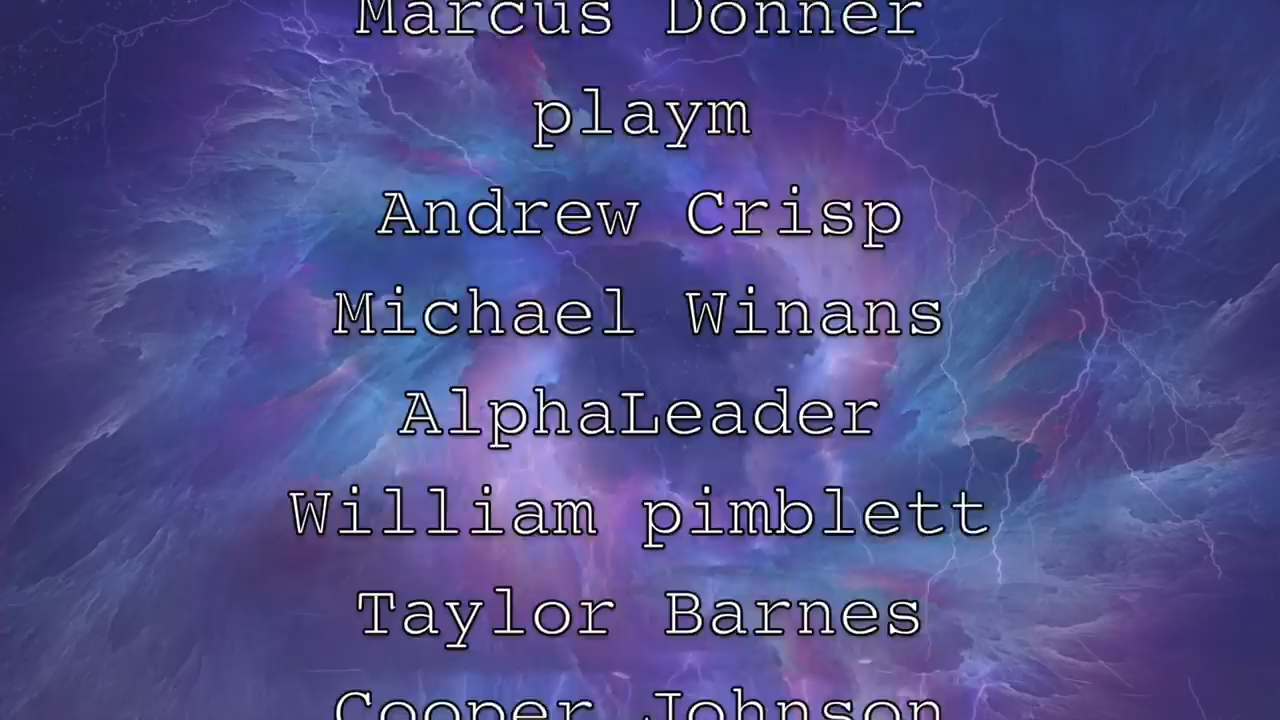 Marcus Donner
playm
Andrew Crisp
Michael Winans
AlphaLeader
William pimblett
Taylor Barnes
Cooper Johnson